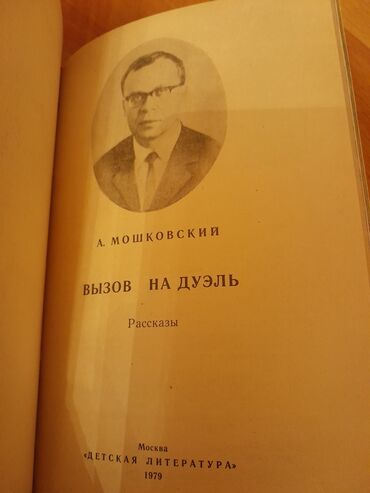 А. МОШКОВСКИЙ
ВЫЗОВ НА ДУЭЛЬ
Рассказы
Москва
«ДЕТСКАЯ ЛИТЕРАТУРА»
1979